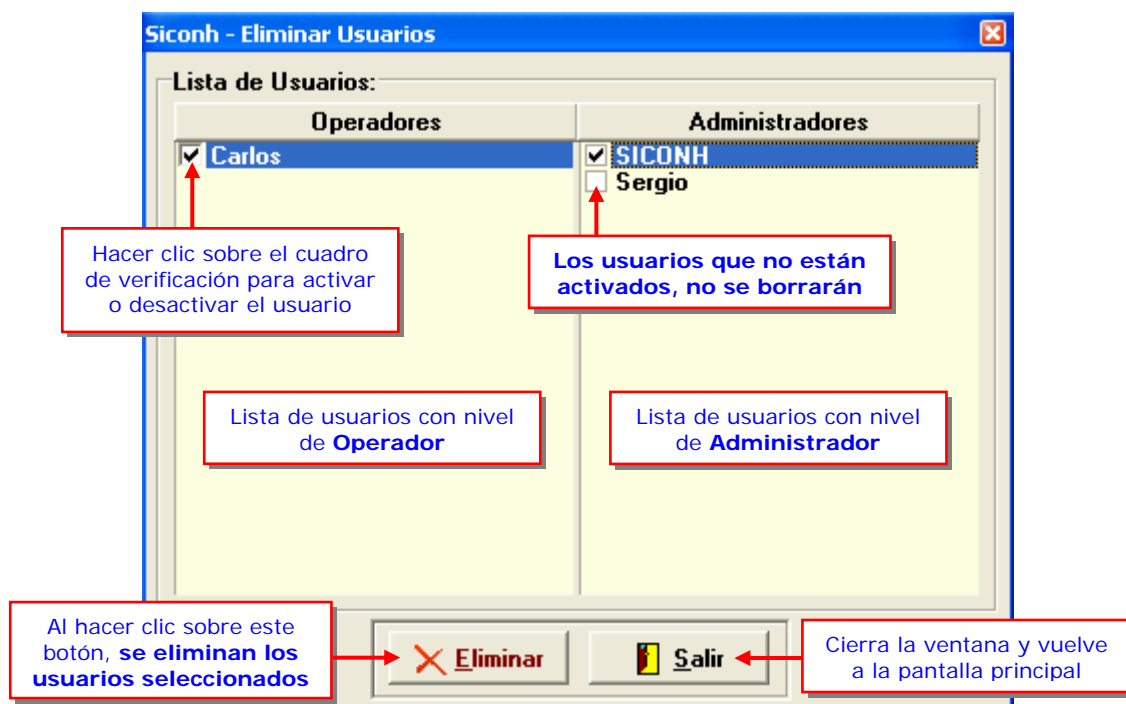 Siconh - Eliminar Usuarios
Lista de Usuarios:
Operadores
Administradores
Carlos
SICONH
Sergio
Hacer clic sobre el cuadro
de verificación para activar
o desactivar el usuario
Los usuarios que no están
activados, no se borrarán
Lista de usuarios con nivel
de Operador
Lista de usuarios con nivel
de Administrador
Al hacer clic sobre este
botón, se eliminan los
usuarios seleccionados
Eliminar
Salir
Cierra la ventana y vuelve
a la pantalla principal